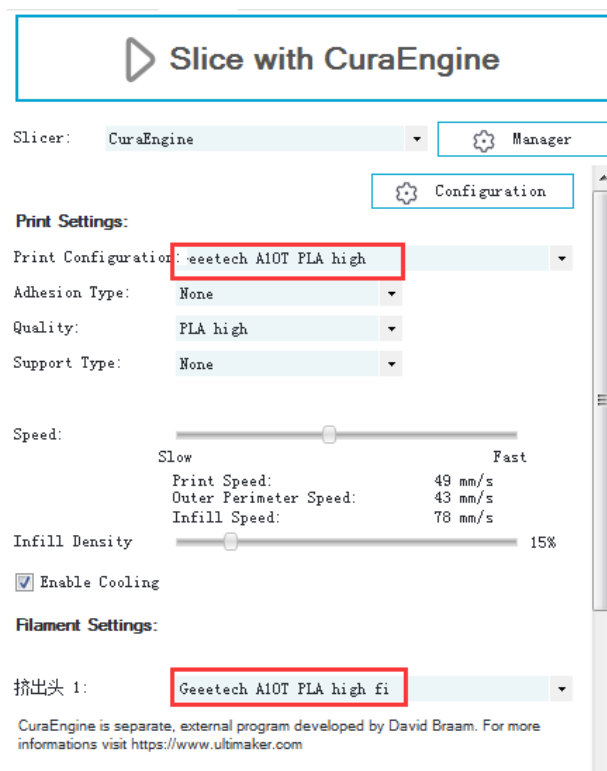 Slice with CuraEngine
Slicer: CuraEngine Manager
Configuration
Print Settings:
Print Configuration: eeetech A10T PLA high
Adhesion Type: None
Quality: PLA high
Support Type: None
Speed:
Slow Fast
Print Speed: 49 mm/s
Outer Perimeter Speed: 43 mm/s
Infill Speed: 78 mm/s
Infill Density 15%
Enable Cooling
Filament Settings:
挤出头 1: Geeetech A10T PLA high fi
CuraEngine is separate, external program developed by David Braam. For more
informations visit https://www.ultimaker.com